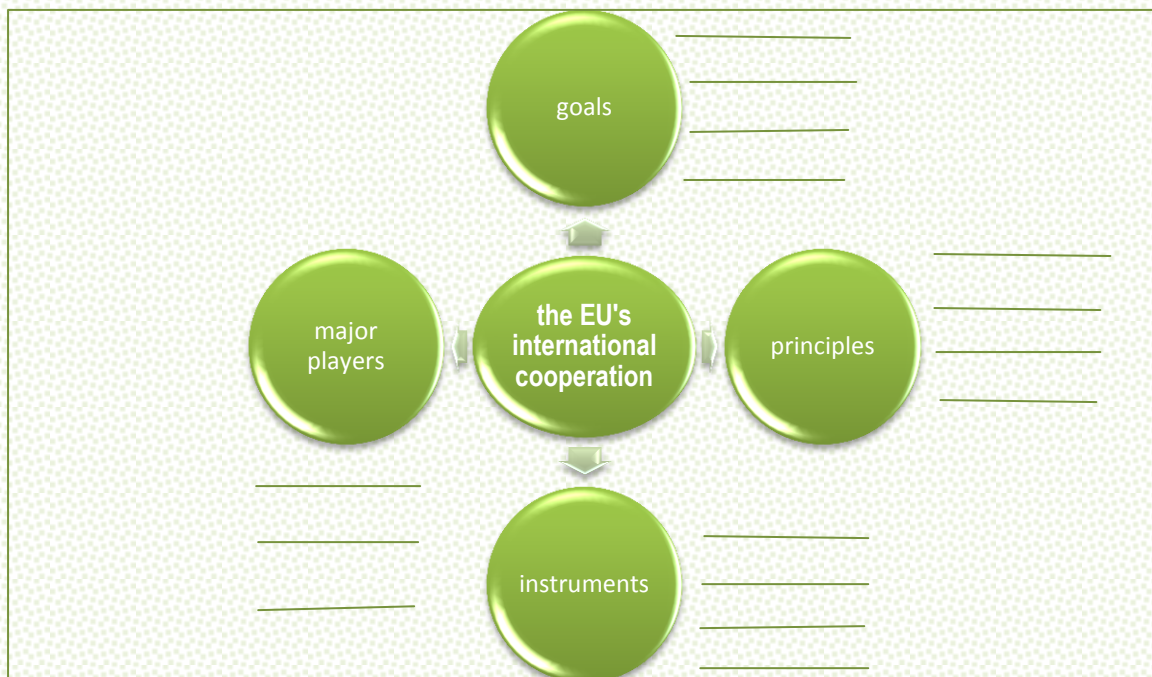 goals
major
players
the EU's
international
cooperation
principles
instruments